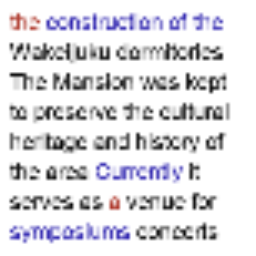 the construction of the
Wakeijuku dormitories
The Mansion was kept
to preserve the cultural
heritage and history of
the area Currently it
serves as a venue for
symposiums concerts